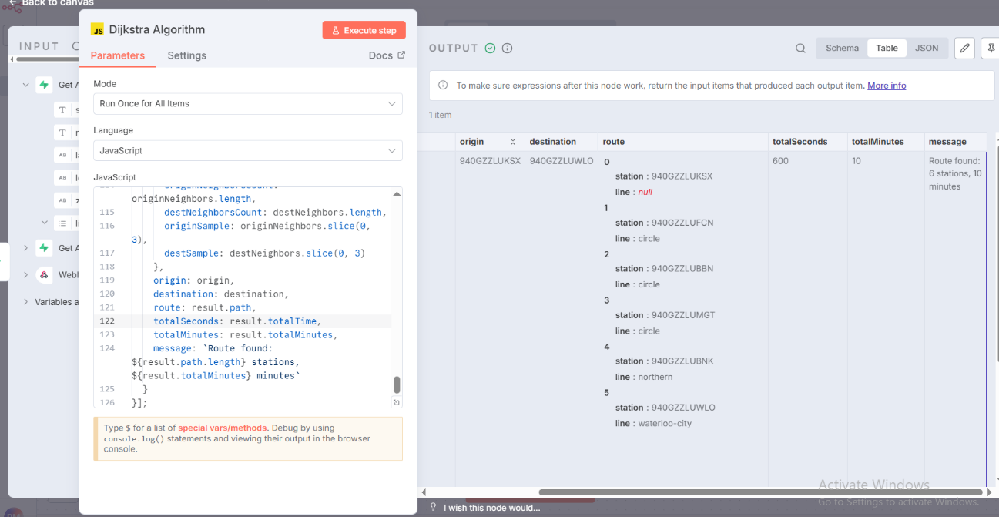 Back to canvas
INPUT
Get A
T
T
AB
AB
AB
Get A
Webh
Variables a
JS Dijkstra Algorithm
Execute step
Parameters
Settings
Docs
Mode
Run Once for All Items
Language
JavaScript
JavaScript
originNeighbors.length,
115 destNeighborsCount: destNeighbors.length,
116 originSample: originNeighbors.slice(0,
3),
117 destSample: destNeighbors.slice(0, 3)
118 },
119 origin: origin,
120 destination: destination,
121 route: result.path,
122 totalSeconds: result.totalTime,
123 totalMinutes: result.totalMinutes,
124 message: `Route found:
${result.path.length} stations,
${result.totalMinutes} minutes`
125 }
126 }];
Type $ for a list of special vars/methods. Debug by using
console.log() statements and viewing their output in the browser
console.
OUTPUT
Schema
Table
JSON
To make sure expressions after this node work, return the input items that produced each output item. More info
1 item
origin destination route totalSeconds totalMinutes message
940GZZLUKSX 940GZZLUWLO
0
station : 940GZZLUKSX
line : null
1
station : 940GZZLUFCN
line : circle
2
station : 940GZZLUBBN
line : circle
3
station : 940GZZLUMGT
line : circle
4
station : 940GZZLUBNK
line : northern
5
station : 940GZZLUWLO
line : waterloo-city
600
10
Route found:
6 stations, 10
minutes
Activate Windows
Go to Settings to activate Windows.
I wish this node would...